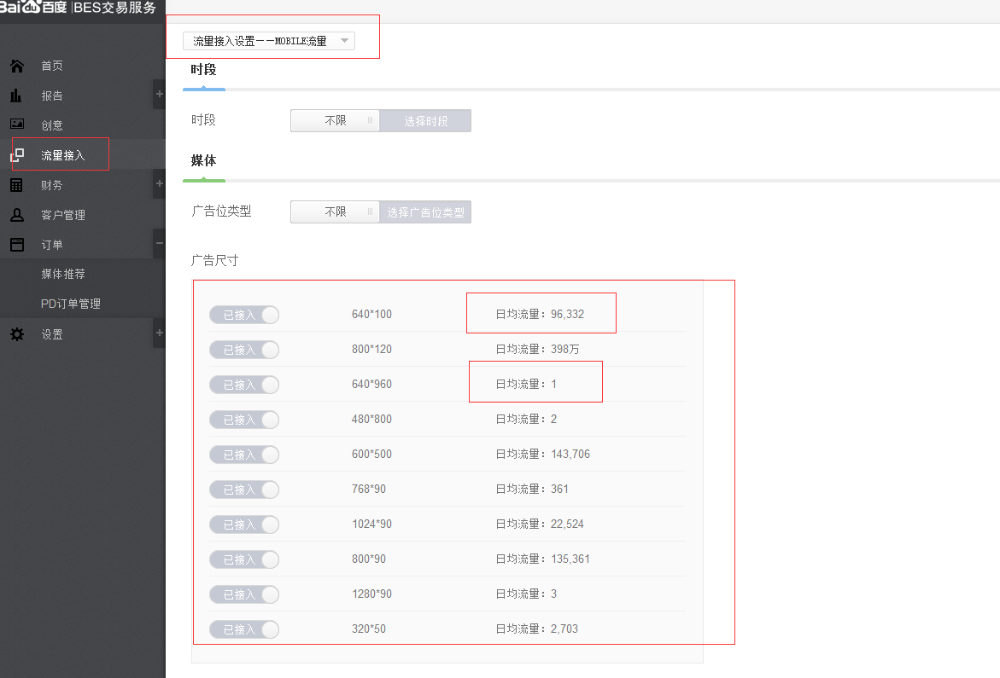 Baidu百度 | BES交易服务
首页
报告 +
创意
流量接入
财务 +
客户管理
订单 −
媒体推荐
PD订单管理
设置 +
流量接入设置——MOBILE流量
时段
时段 不限 选择时段
媒体
广告位类型 不限 选择广告位类型
广告尺寸
已接入 640*100 日均流量：96,332
已接入 800*120 日均流量：398万
已接入 640*960 日均流量：1
已接入 480*800 日均流量：2
已接入 600*500 日均流量：143,706
已接入 768*90 日均流量：361
已接入 1024*90 日均流量：22,524
已接入 800*90 日均流量：135,361
已接入 1280*90 日均流量：3
已接入 320*50 日均流量：2,703